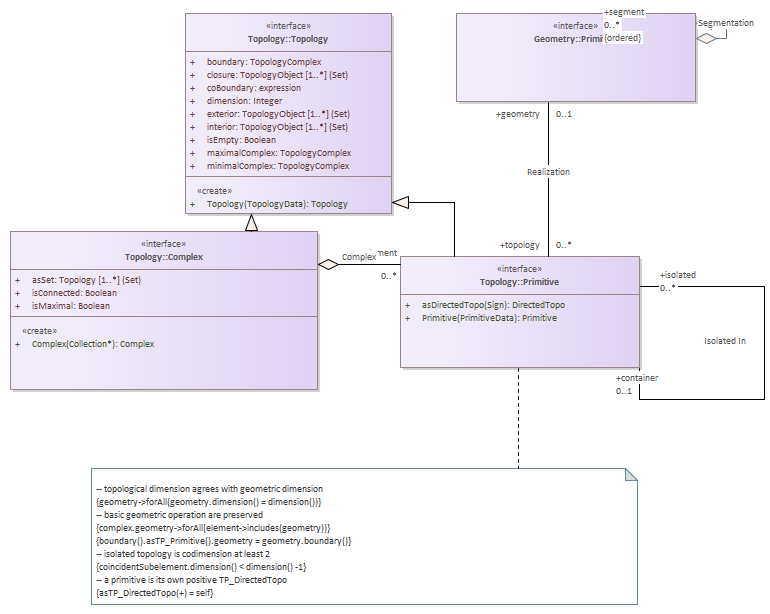 «interface»
Topology::Topology
+ boundary: TopologyComplex
+ closure: TopologyObject [1..*] (Set)
+ coBoundary: expression
+ dimension: Integer
+ exterior: TopologyObject [1..*] (Set)
+ interior: TopologyObject [1..*] (Set)
+ isEmpty: Boolean
+ maximalComplex: TopologyComplex
+ minimalComplex: TopologyComplex
«create»
+ Topology(TopologyData): Topology
«interface»
Geometry::Primi
+segment
0..*
{ordered}
Segmentation
+geometry
0..1
Realization
+topology
0..*
«interface»
Topology::Complex
+ asSet: Topology [1..*] (Set)
+ isConnected: Boolean
+ isMaximal: Boolean
«create»
+ Complex(Collection*): Complex
Complex
0..*
«interface»
Topology::Primitive
+ asDirectedTopo(Sign): DirectedTopo
+ Primitive(PrimitiveData): Primitive
+isolated
0..*
Isolated In
+container
0..1
-- topological dimension agrees with geometric dimension
{geometry->forAll(geometry.dimension() = dimension())}
-- basic geometric operation are preserved
{complex.geometry->forAll(element->includes(geometry))}
{boundary().asTP_Primitive().geometry = geometry.boundary()}
-- isolated topology is codimension at least 2
{coincidentSubelement.dimension() < dimension() -1}
-- a primitive is its own positive TP_DirectedTopo
{asTP_DirectedTopo(+) = self}